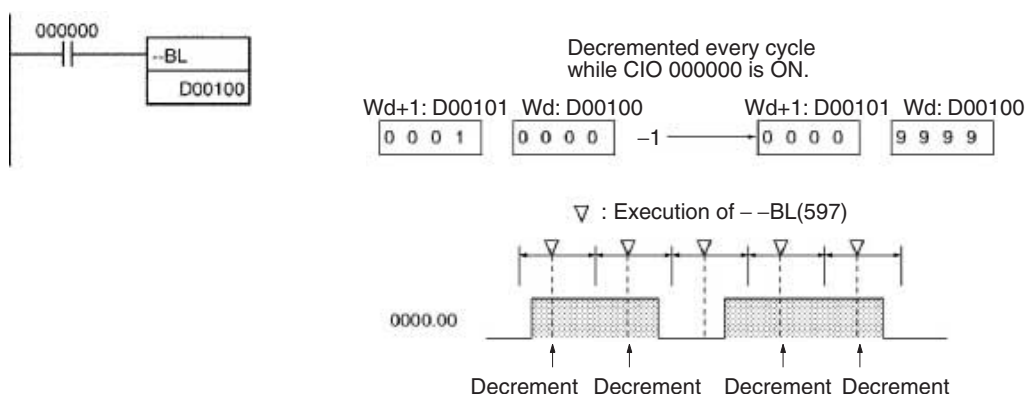 000000
--BL
D00100
Decremented every cycle
while CIO 000000 is ON.
Wd+1: D00101 Wd: D00100 Wd+1: D00101 Wd: D00100
0 0 0 1 0 0 0 0 −1 0 0 0 0 9 9 9 9
: Execution of − −BL(597)
0000.00
Decrement Decrement Decrement Decrement